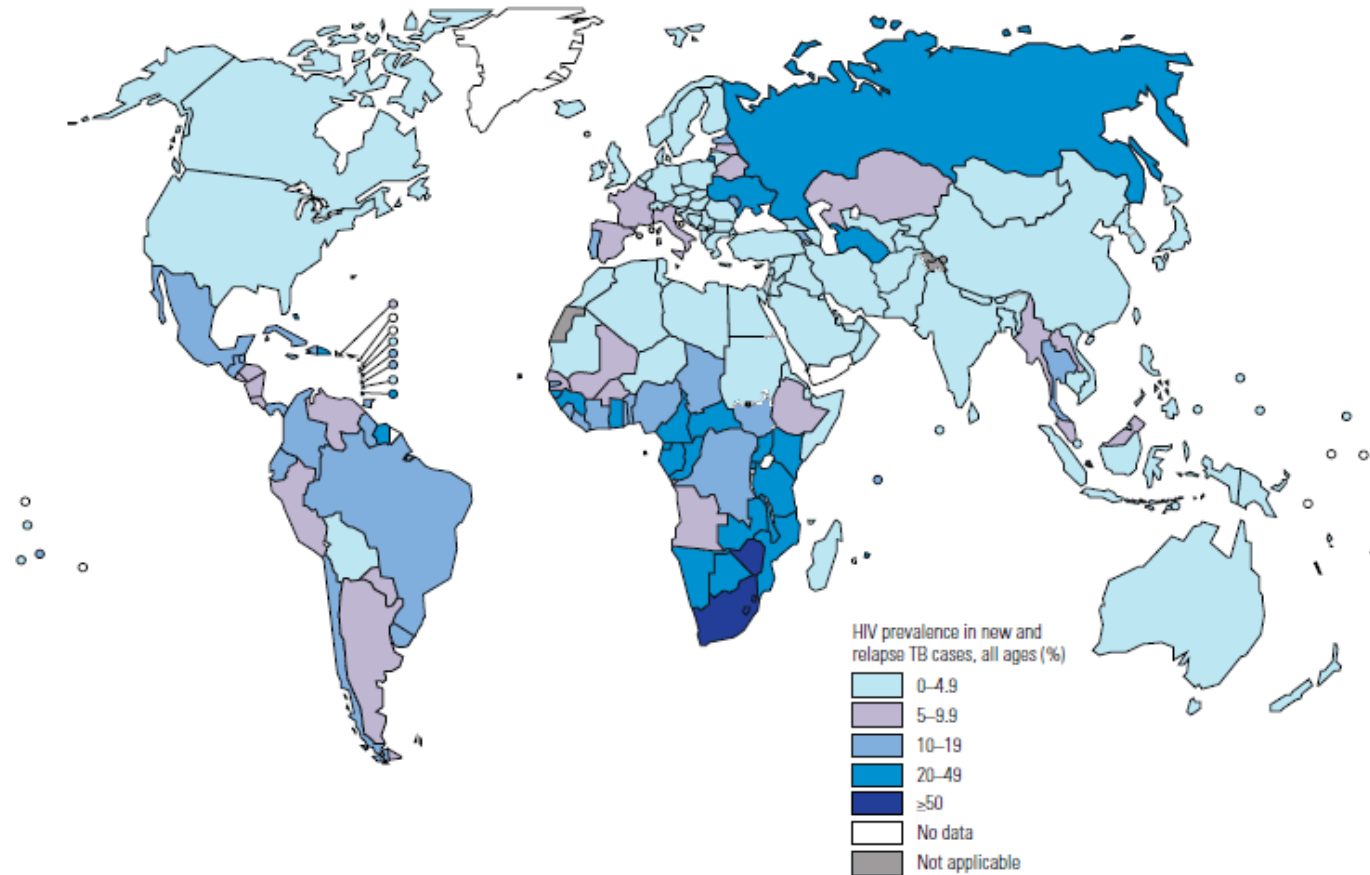 HIV prevalence in new and
relapse TB cases, all ages (%)
0–4.9
5–9.9
10–19
20–49
≥50
No data
Not applicable